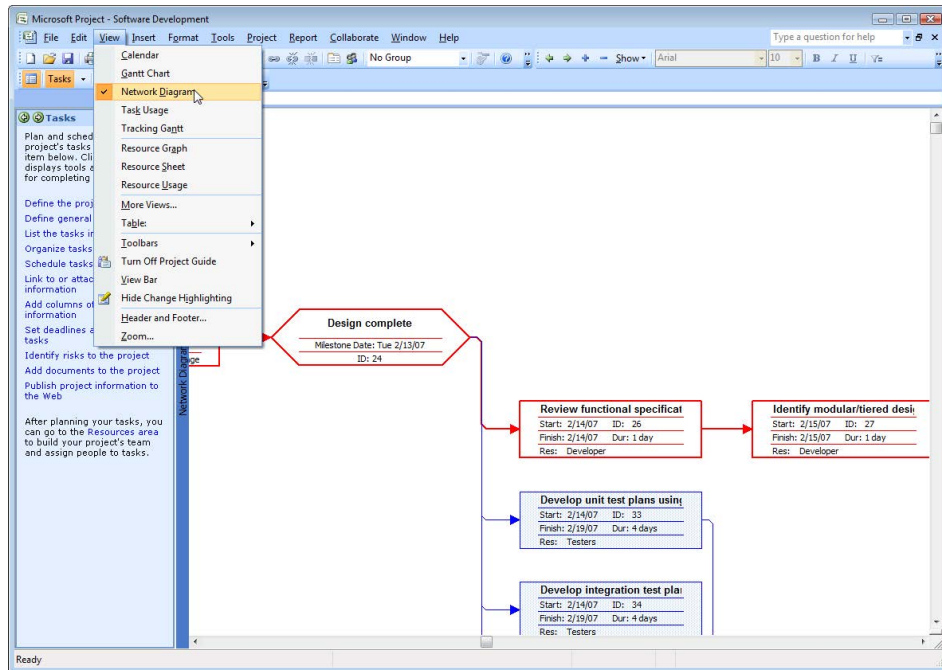 Microsoft Project - Software Development
File Edit View Insert Format Tools Project Report Collaborate Window Help
Type a question for help
No Group
Show
Arial
10
B I U
Tasks
Calendar
Gantt Chart
Network Diagram
Task Usage
Tracking Gantt
Resource Graph
Resource Sheet
Resource Usage
More Views...
Table:
Toolbars
Turn Off Project Guide
View Bar
Hide Change Highlighting
Header and Footer...
Zoom...
Tasks
Plan and sched
project's tasks
item below. Cli
displays tools a
for completing
Define the proj
Define general
List the tasks in
Organize tasks
Schedule tasks
Link to or attac
information
Add columns of
information
Set deadlines a
tasks
Identify risks to the project
Add documents to the project
Publish project information to
the Web
After planning your tasks, you
can go to the Resources area
to build your project's team
and assign people to tasks.
Network Diagram
Design complete
Milestone Date: Tue 2/13/07
ID: 24
Review functional specificat
Start: 2/14/07 ID: 26
Finish: 2/14/07 Dur: 1 day
Res: Developer
Identify modular/tiered desig
Start: 2/15/07 ID: 27
Finish: 2/15/07 Dur: 1 day
Res: Developer
Develop unit test plans using
Start: 2/14/07 ID: 33
Finish: 2/19/07 Dur: 4 days
Res: Testers
Develop integration test plan
Start: 2/14/07 ID: 34
Finish: 2/19/07 Dur: 4 days
Res: Testers
Ready